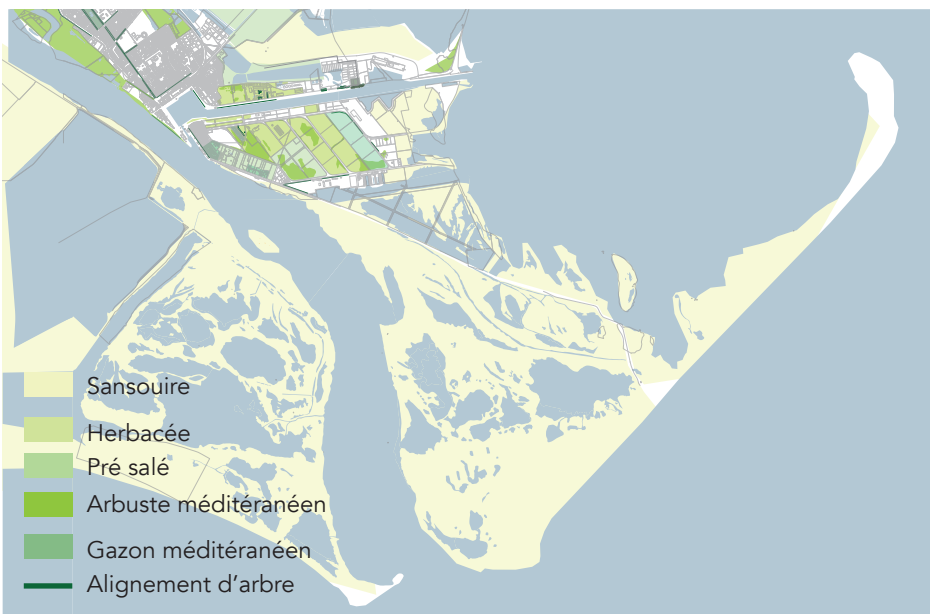 Sansouire
Herbacée
Pré salé
Arbuste méditéranéen
Gazon méditéranéen
Alignement d'arbre